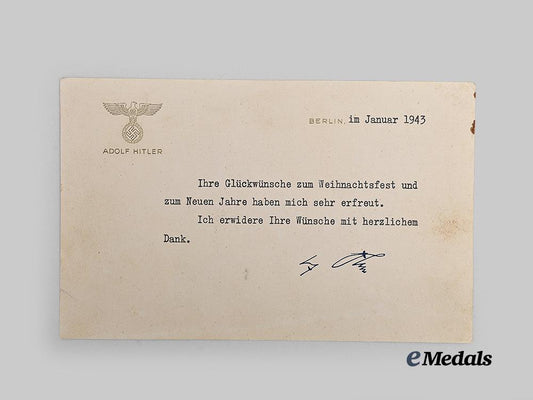 BERLIN, im Januar 1943
ADOLF HITLER
Ihre Glückwünsche zum Weihnachtsfest und
zum Neuen Jahre haben mich sehr erfreut.
Ich erwidere Ihre Wünsche mit herzlichem
Dank.
eMedals